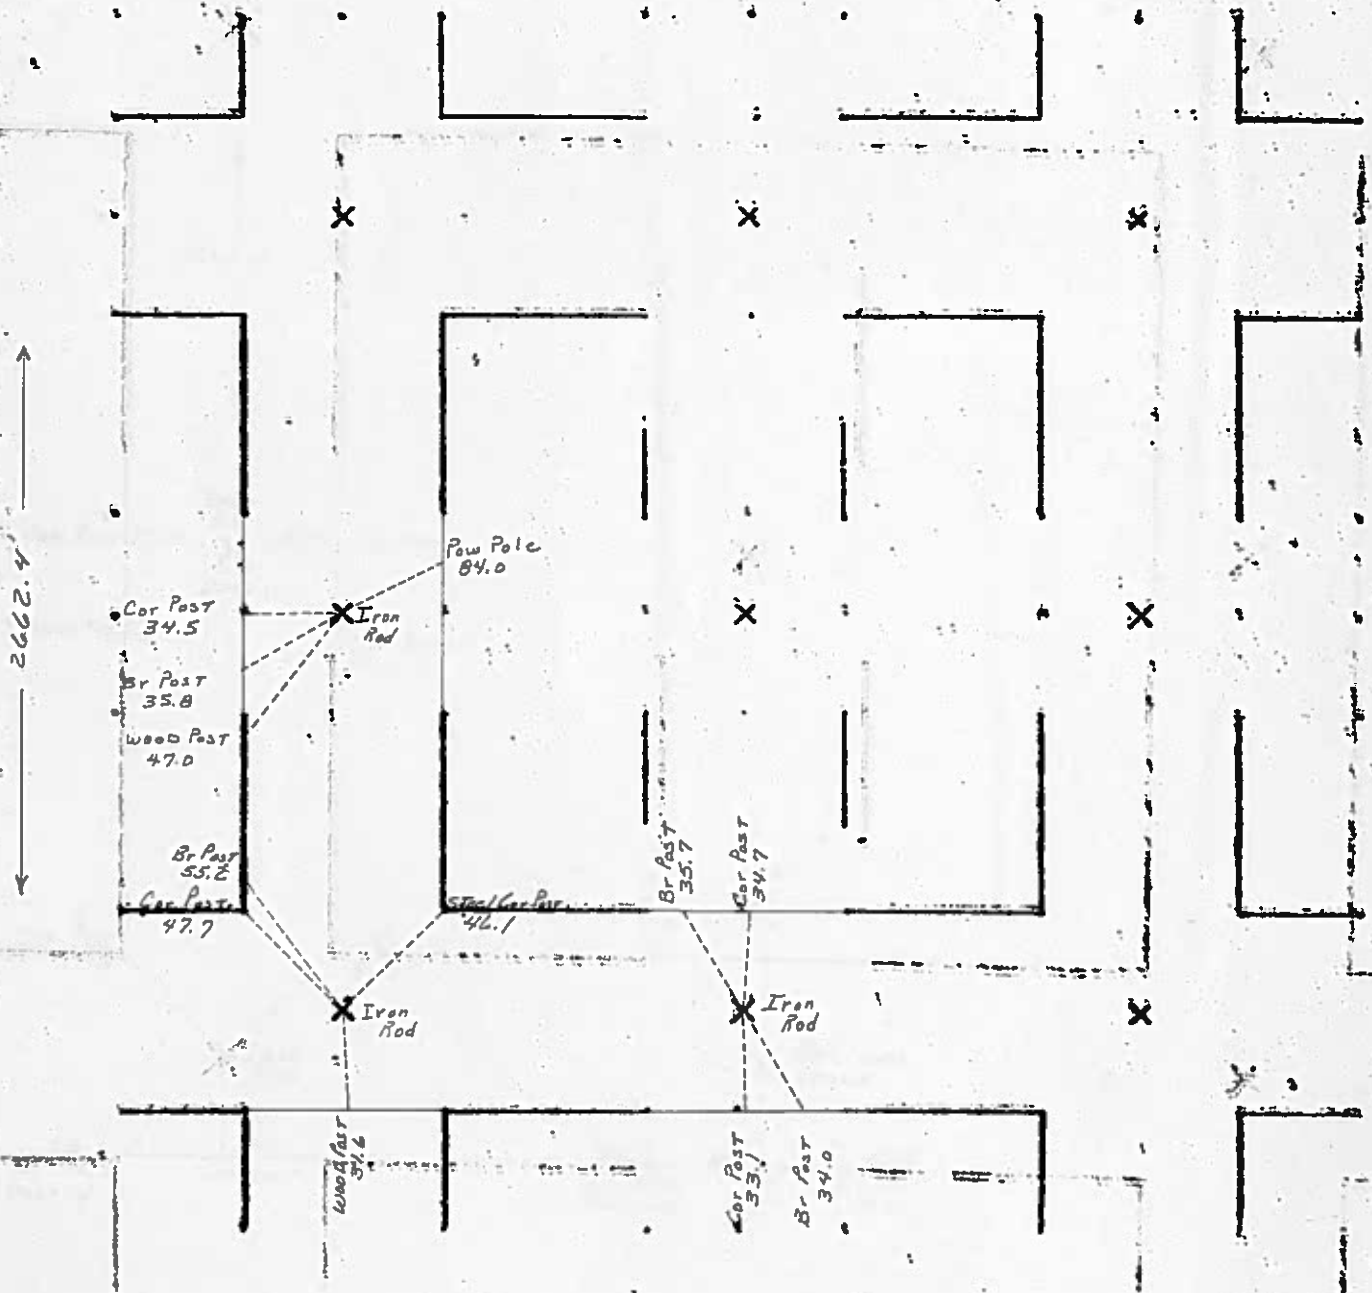 Pow Pole
84.0
Cor Post
34.5
Iron
Rod
Br Post
35.8
Wood Post
47.0
2662.4'
Br Post
55.2
Cor Post
47.7
Steel Cor Post
46.1
Br Post
35.7
Cor Post
34.7
Iron
Rod
Iron
Rod
Wood Post
Cor Post
33.1
Br Post
34.0